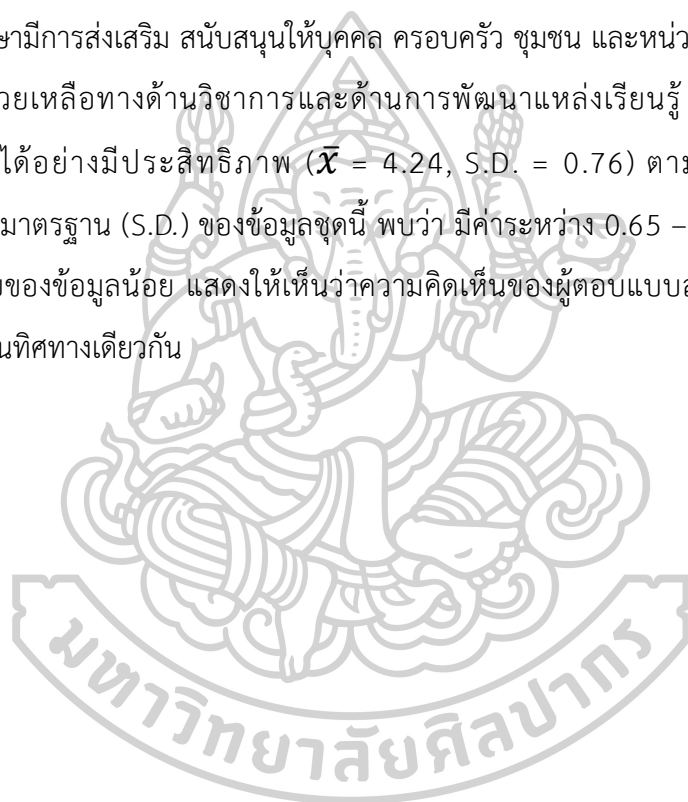 ษามีการส่งเสริม สนับสนุนให้บุคคล ครอบครัว ชุมชน และหน่ว
วยเหลือทางด้านวิชาการและด้านการพัฒนาแหล่งเรียนรู้
ได้อย่างมีประสิทธิภาพ (x̄ = 4.24, S.D. = 0.76) ตาม
มาตรฐาน (S.D.) ของข้อมูลชุดนี้ พบว่า มีค่าระหว่าง 0.65 –
ของข้อมูลน้อย แสดงให้เห็นว่าความคิดเห็นของผู้ตอบแบบส
นทิศทางเดียวกัน
มหาวิทยาลัยศิลปากร